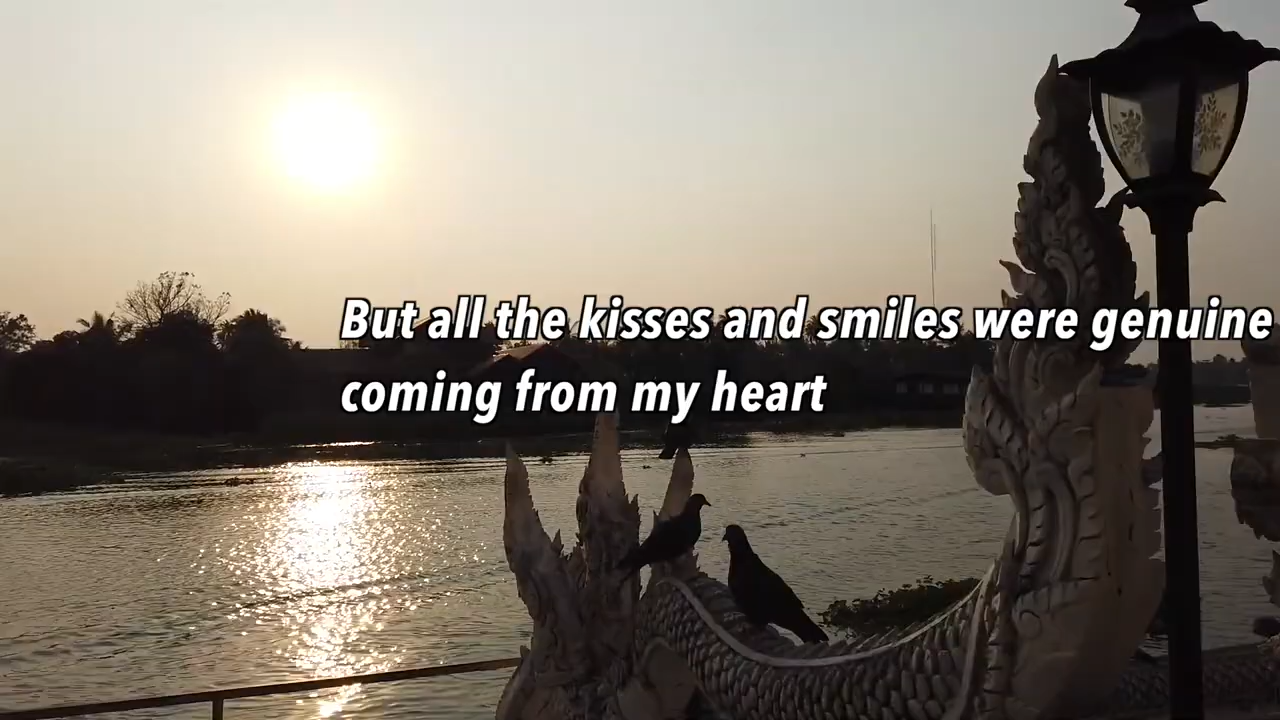 But all the kisses and smiles were genuine
coming from my heart